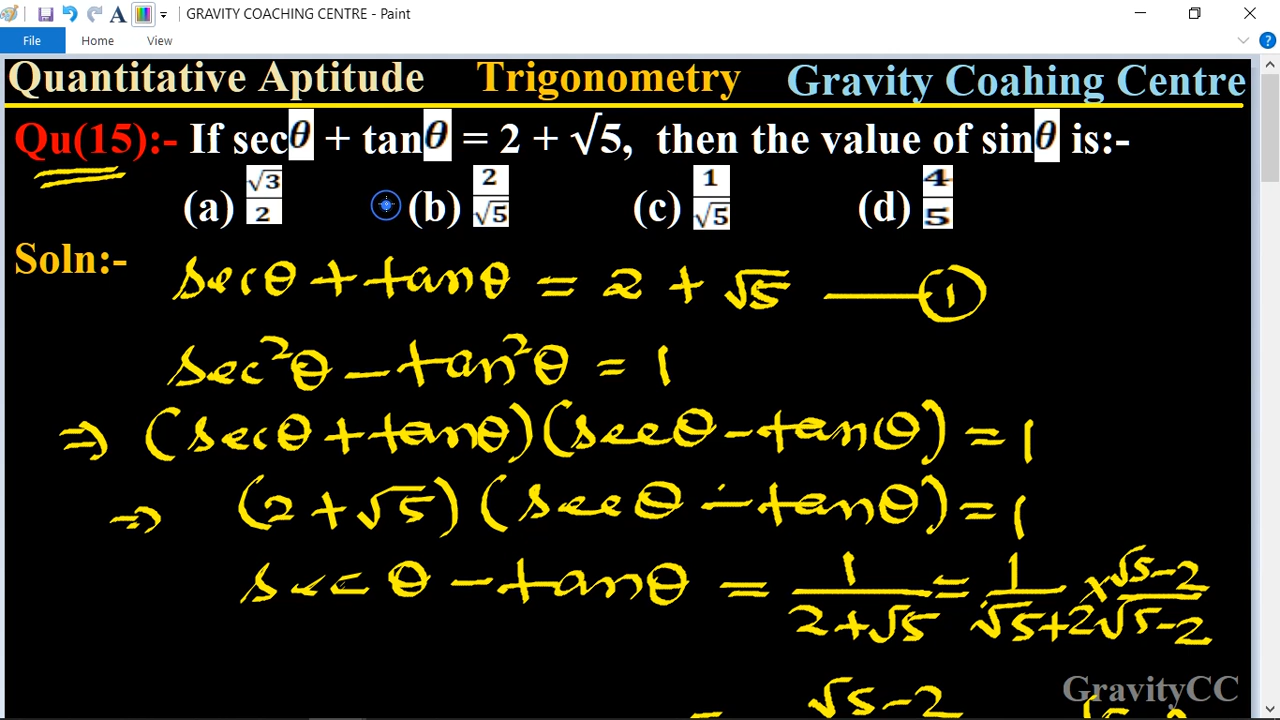 GRAVITY COACHING CENTRE - Paint
File Home View
Quantitative Aptitude Trigonometry Gravity Coahing Centre
Qu(15):- If secθ + tanθ = 2 + √5, then the value of sinθ is:-
(a) √3/2 (b) 2/√5 (c) 1/√5 (d) 4/5
Soln:- secθ + tanθ = 2 + √5 —— ①
sec²θ - tan²θ = 1
⇒ (secθ + tanθ)(secθ - tanθ) = 1
⇒ (2 + √5)(secθ - tanθ) = 1
secθ - tanθ = 1/(2+√5) = 1/(√5+2) × (√5-2)/(√5-2)
GravityCC
= √5-2